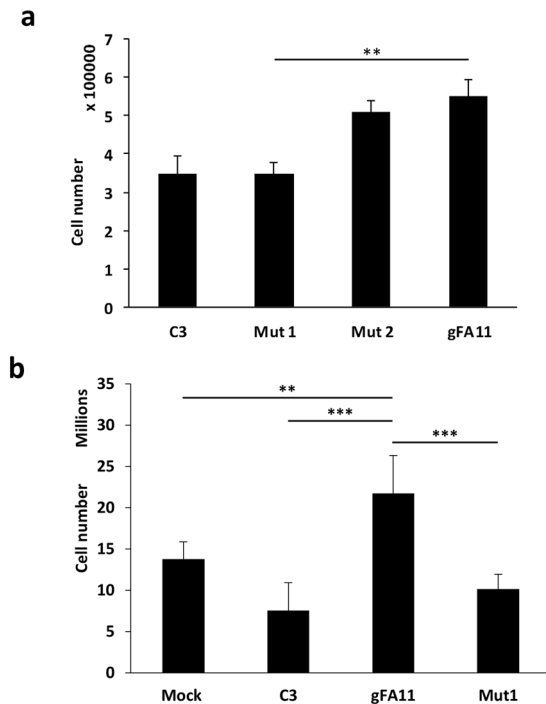 a
x 100000
Cell number
7
6
5
4
3
2
1
0
**
C3 Mut 1 Mut 2 gFA11
b
Millions
Cell number
35
30
25
20
15
10
5
0
**
***
***
Mock C3 gFA11 Mut1